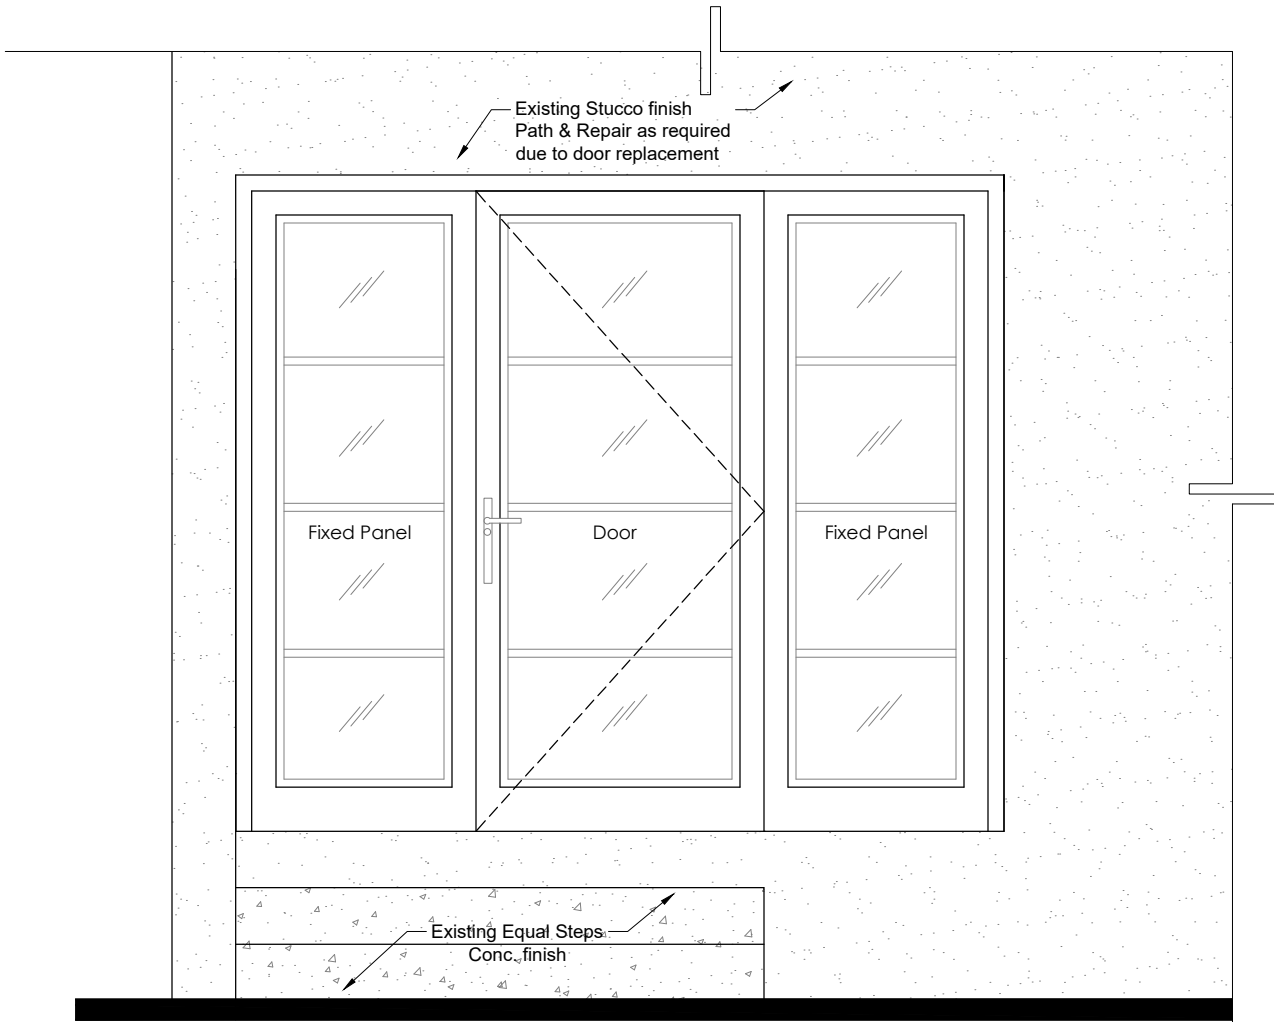 Existing Stucco finish
Path & Repair as required
due to door replacement
Fixed Panel
Door
Fixed Panel
Existing Equal Steps
Conc. finish